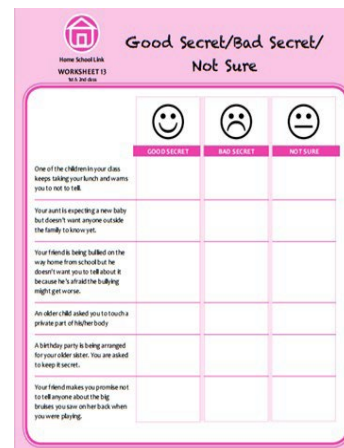 Home School Link
WORKSHEET 13
1st & 2nd class
Good Secret/Bad Secret/
Not Sure
GOOD SECRET
BAD SECRET
NOT SURE
One of the children in your class
keeps taking your lunch and warns
you to not to tell.
Your aunt is expecting a new baby
but doesn't want anyone outside
the family to know yet.
Your friend is being bullied on the
way home from school but he
doesn't want you to tell about it
because he's afraid the bullying
might get worse.
An older child asked you to touch a
private part of his/her body
A birthday party is being arranged
for your older sister. You are asked
to keep it secret.
Your friend makes you promise not
to tell anyone about the big
bruises you saw on her back when
you were playing.